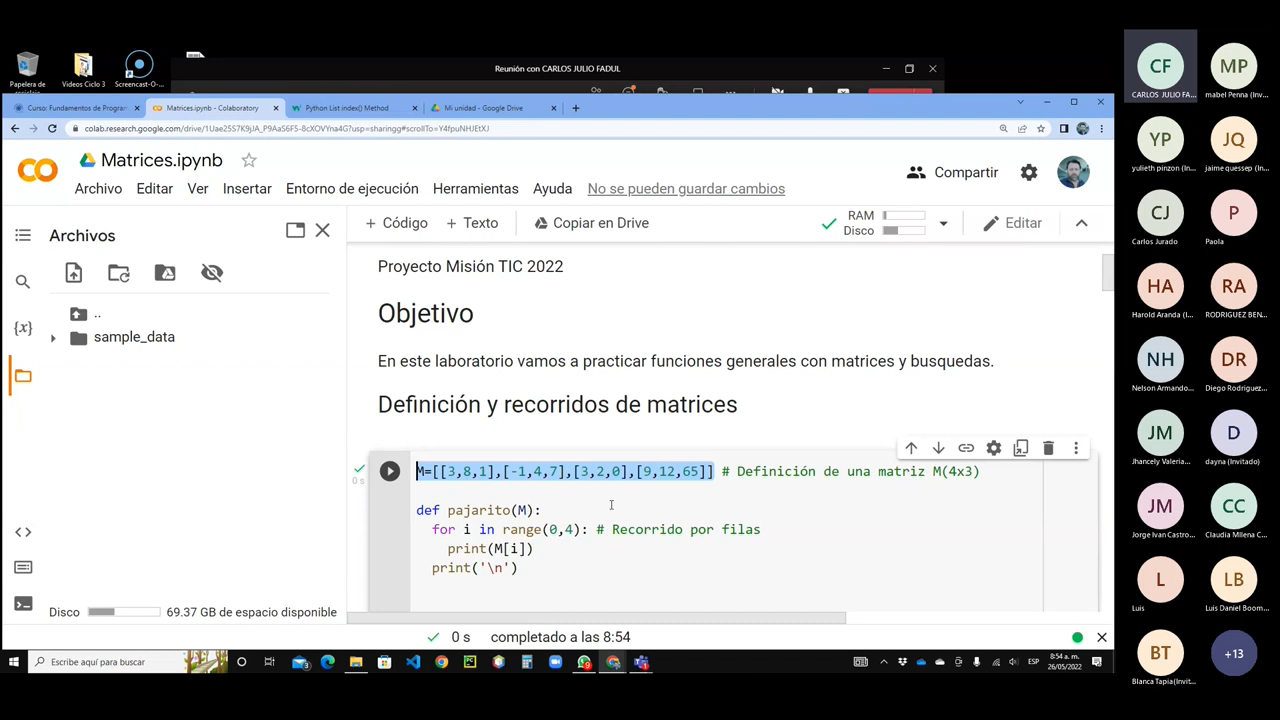 Papelera de
reciclaje
Videos Ciclo 3
Screencast-O-...
Reunión con CARLOS JULIO FADUL
Curso: Fundamentos de Progra
Matrices.ipynb - Colaboratory
Python List index() Method
Mi unidad - Google Drive
colab.research.google.com/drive/1Uae25S7K9jJA_P9AaS6F5-8cXOVYna4G?usp=sharingg#scrollTo=Y4fpuNHJEtXJ
Matrices.ipynb
Archivo Editar Ver Insertar Entorno de ejecución Herramientas Ayuda No se pueden guardar cambios
Compartir
Archivos
+ Código + Texto Copiar en Drive
RAM
Disco
Editar
..
sample_data
Disco 69.37 GB de espacio disponible
Proyecto Misión TIC 2022
Objetivo
En este laboratorio vamos a practicar funciones generales con matrices y busquedas.
Definición y recorridos de matrices
0 s
M=[[3,8,1],[-1,4,7],[3,2,0],[9,12,65]] # Definición de una matriz M(4x3)
def pajarito(M):
for i in range(0,4): # Recorrido por filas
print(M[i])
print('\n')
0 s completado a las 8:54
Escribe aquí para buscar
ESP
8:54 a. m.
26/05/2022
CF
CARLOS JULIO FA...
MP
mabel Penna (Inv...
YP
yulieth pinzon (In...
JQ
jaime quessep (In...
CJ
Carlos Jurado
P
Paola
HA
Harold Aranda (I...
RA
RODRIGUEZ BEN...
NH
Nelson Armando...
DR
Diego Rodriguez...
JM
Jhancely Valeria...
D
dayna (Invitado)
JM
Jorge Ivan Castro...
CC
Claudia Milena C...
L
Luis
LB
Luis Daniel Boom...
BT
Blanca Tapia(Invit...
+13